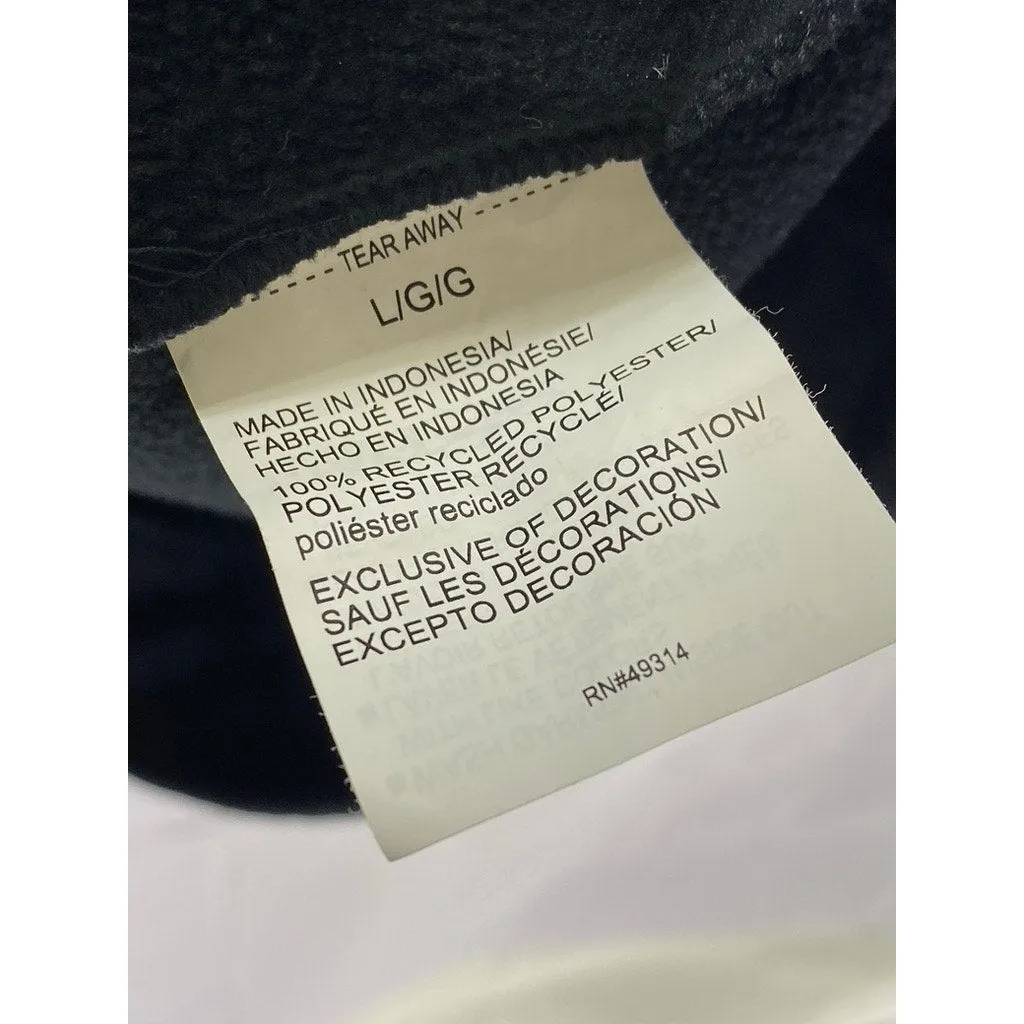 ----- TEAR AWAY -----
L/G/G
MADE IN INDONESIA/
FABRIQUÉ EN INDONÉSIE/
HECHO EN INDONESIA
100% RECYCLED POLYESTER/
POLYESTER RECYCLÉ/
poliéster reciclado
EXCLUSIVE OF DECORATION/
SAUF LES DÉCORATIONS/
EXCEPTO DECORACIÓN
RN#49314